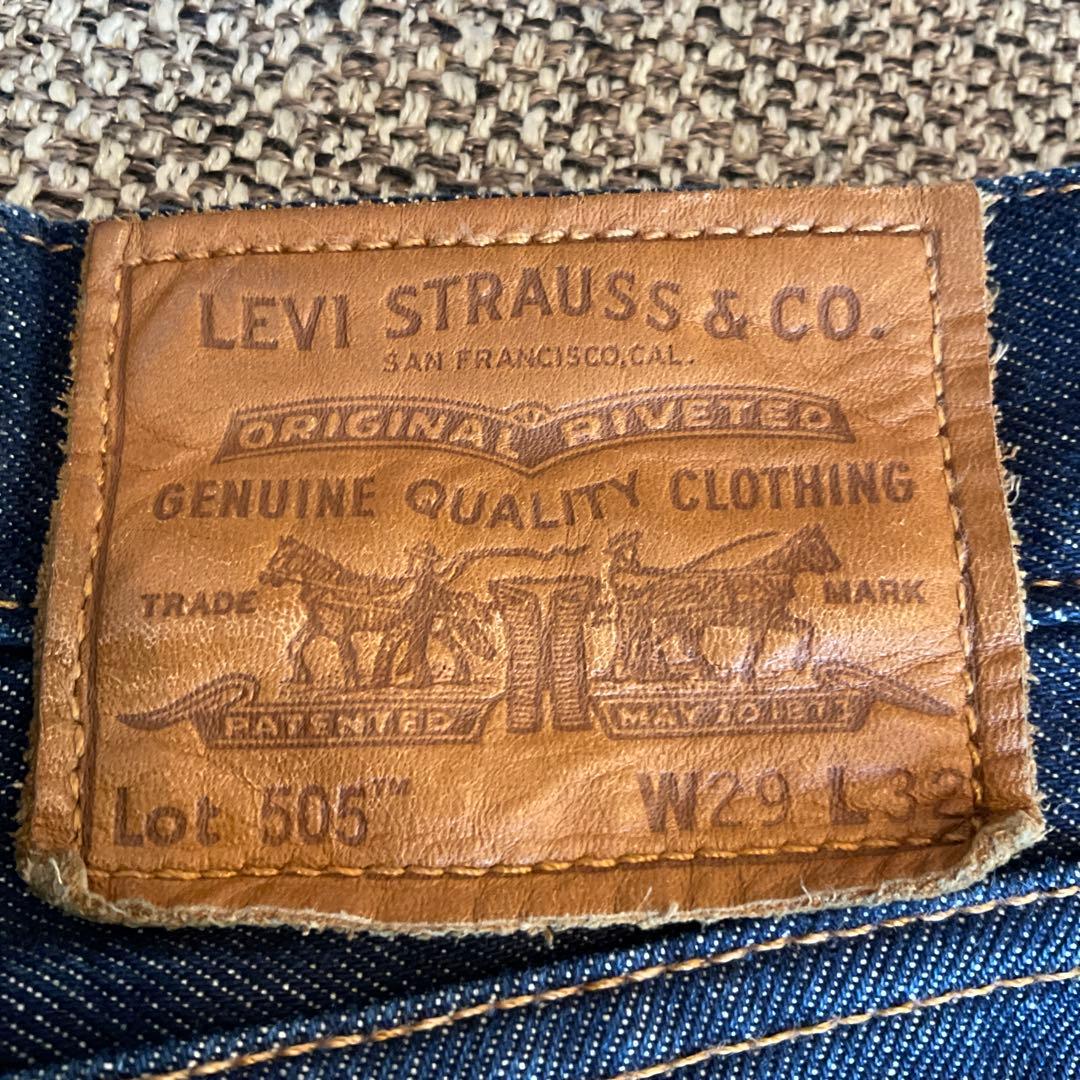 LEVI STRAUSS & CO.
SAN FRANCISCO, CAL.
ORIGINAL RIVETED
GENUINE QUALITY CLOTHING
TRADE MARK
PATENTED MAY 20 1873
Lot 505™ W29 L32